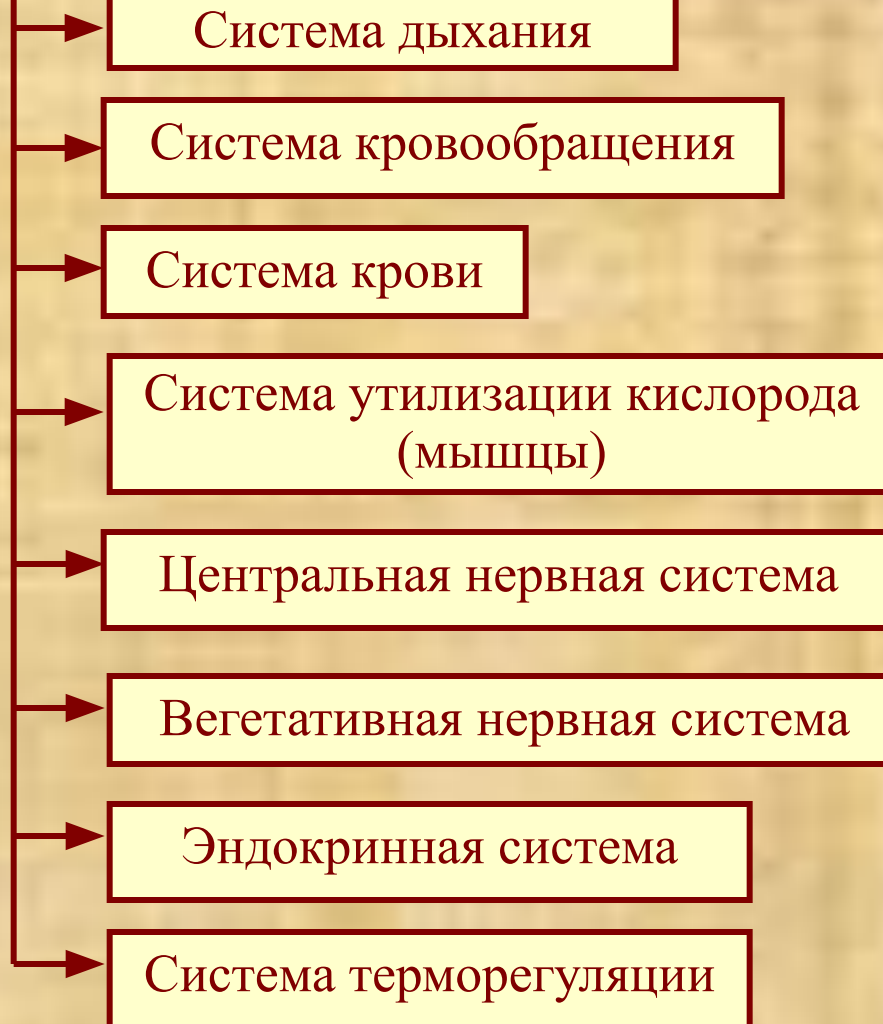 Система дыхания
Система кровообращения
Система крови
Система утилизации кислорода
(мышцы)
Центральная нервная система
Вегетативная нервная система
Эндокринная система
Система терморегуляции